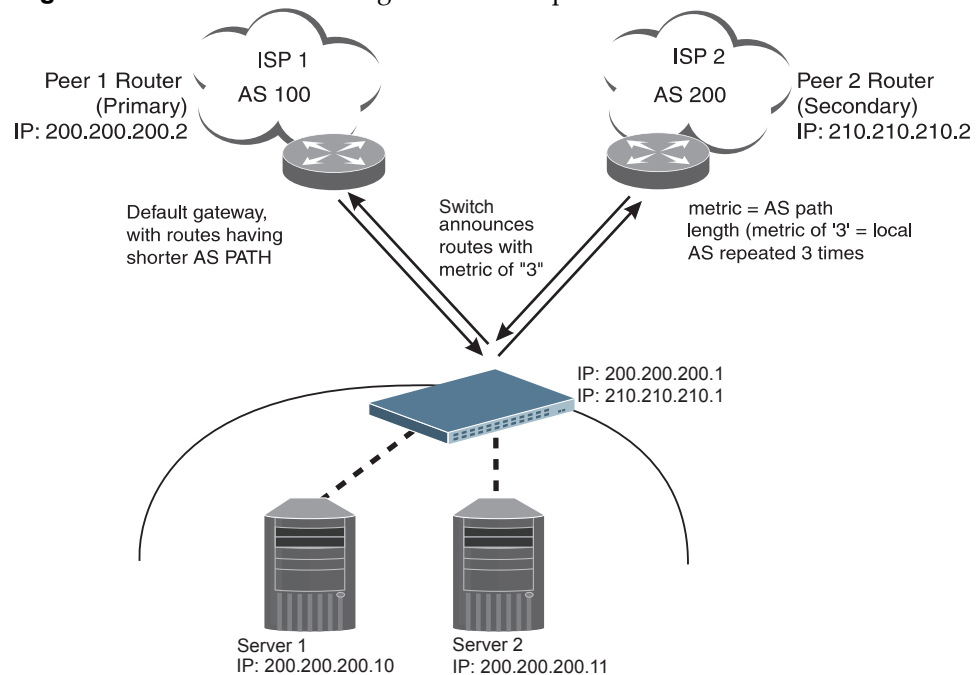 ISP 1
AS 100
Peer 1 Router
(Primary)
IP: 200.200.200.2
ISP 2
AS 200
Peer 2 Router
(Secondary)
IP: 210.210.210.2
Default gateway,
with routes having
shorter AS PATH
Switch
announces
routes with
metric of "3"
metric = AS path
length (metric of '3' = local
AS repeated 3 times
IP: 200.200.200.1
IP: 210.210.210.1
Server 1
IP: 200.200.200.10
Server 2
IP: 200.200.200.11